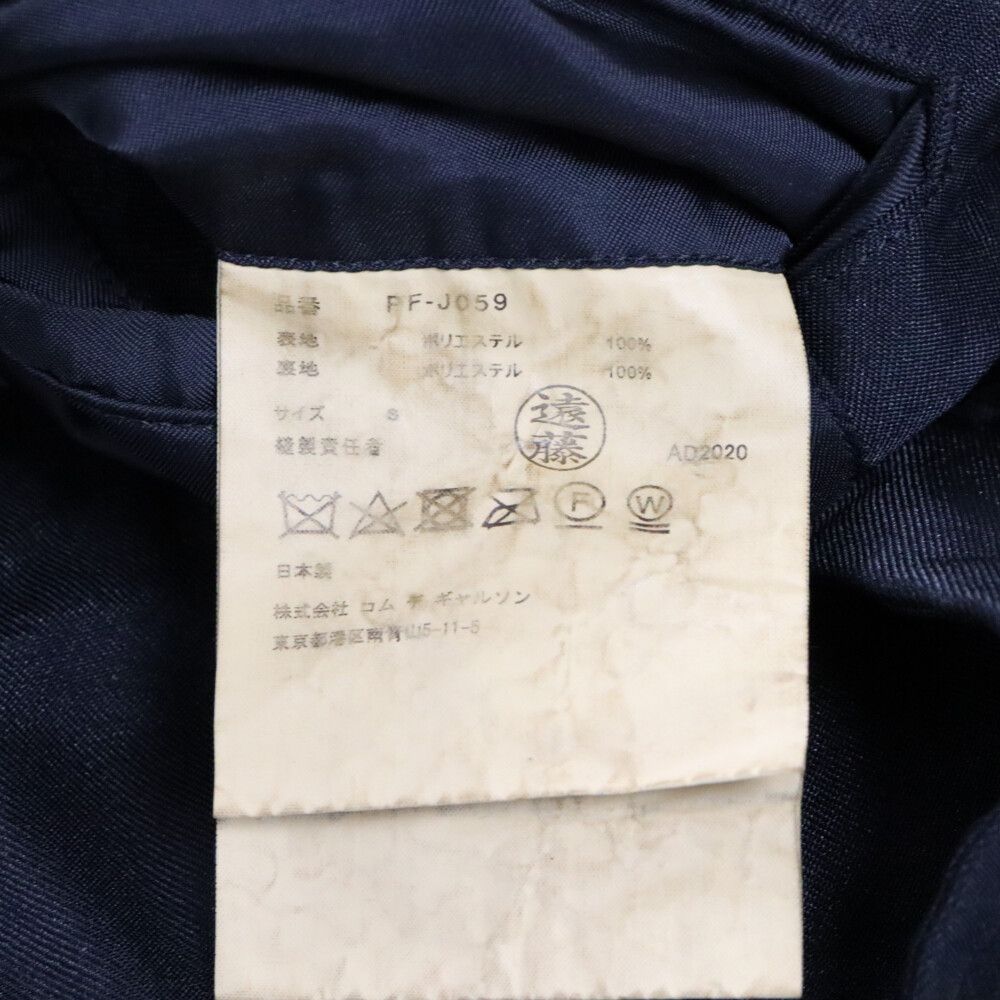 品番 PF-J059
表地 ポリエステル 100%
裏地 ポリエステル 100%
サイズ S
縫製責任者 遠藤 AD2020
F W
日本製
株式会社 コム デ ギャルソン
東京都港区南青山5-11-5